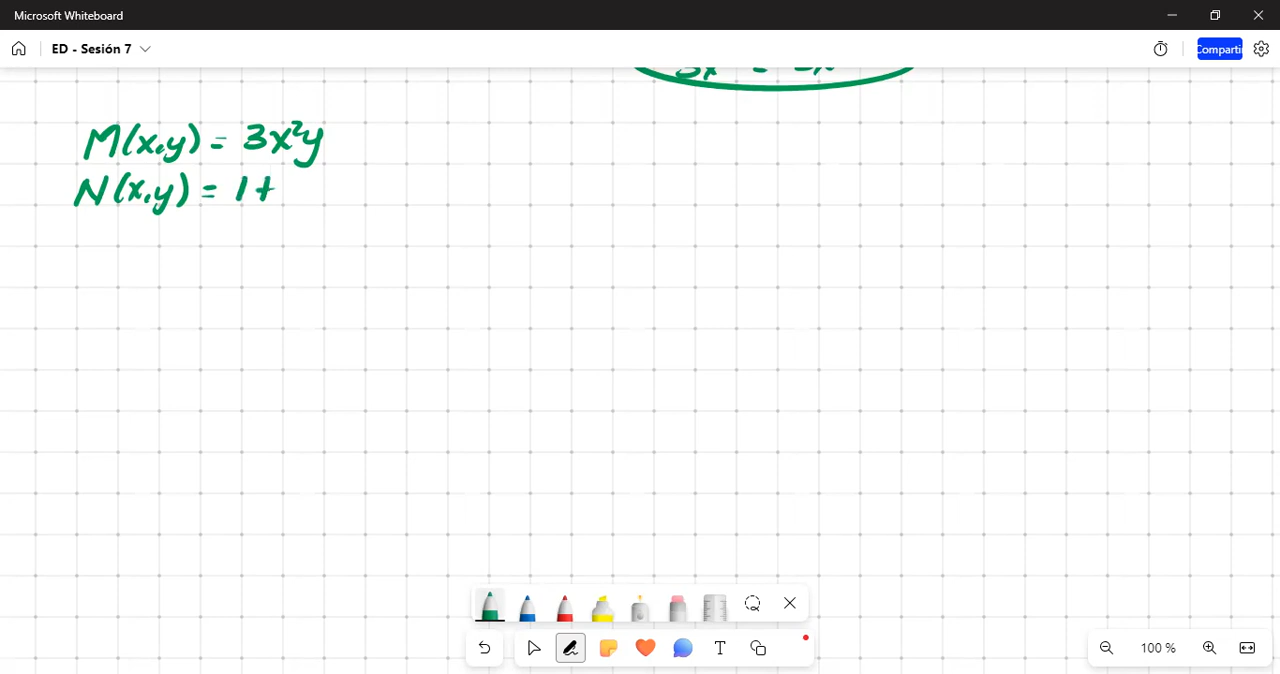 Microsoft Whiteboard
ED - Sesión 7
Comparti
M(x,y) = 3x²y
N(x,y) = 1+
100 %